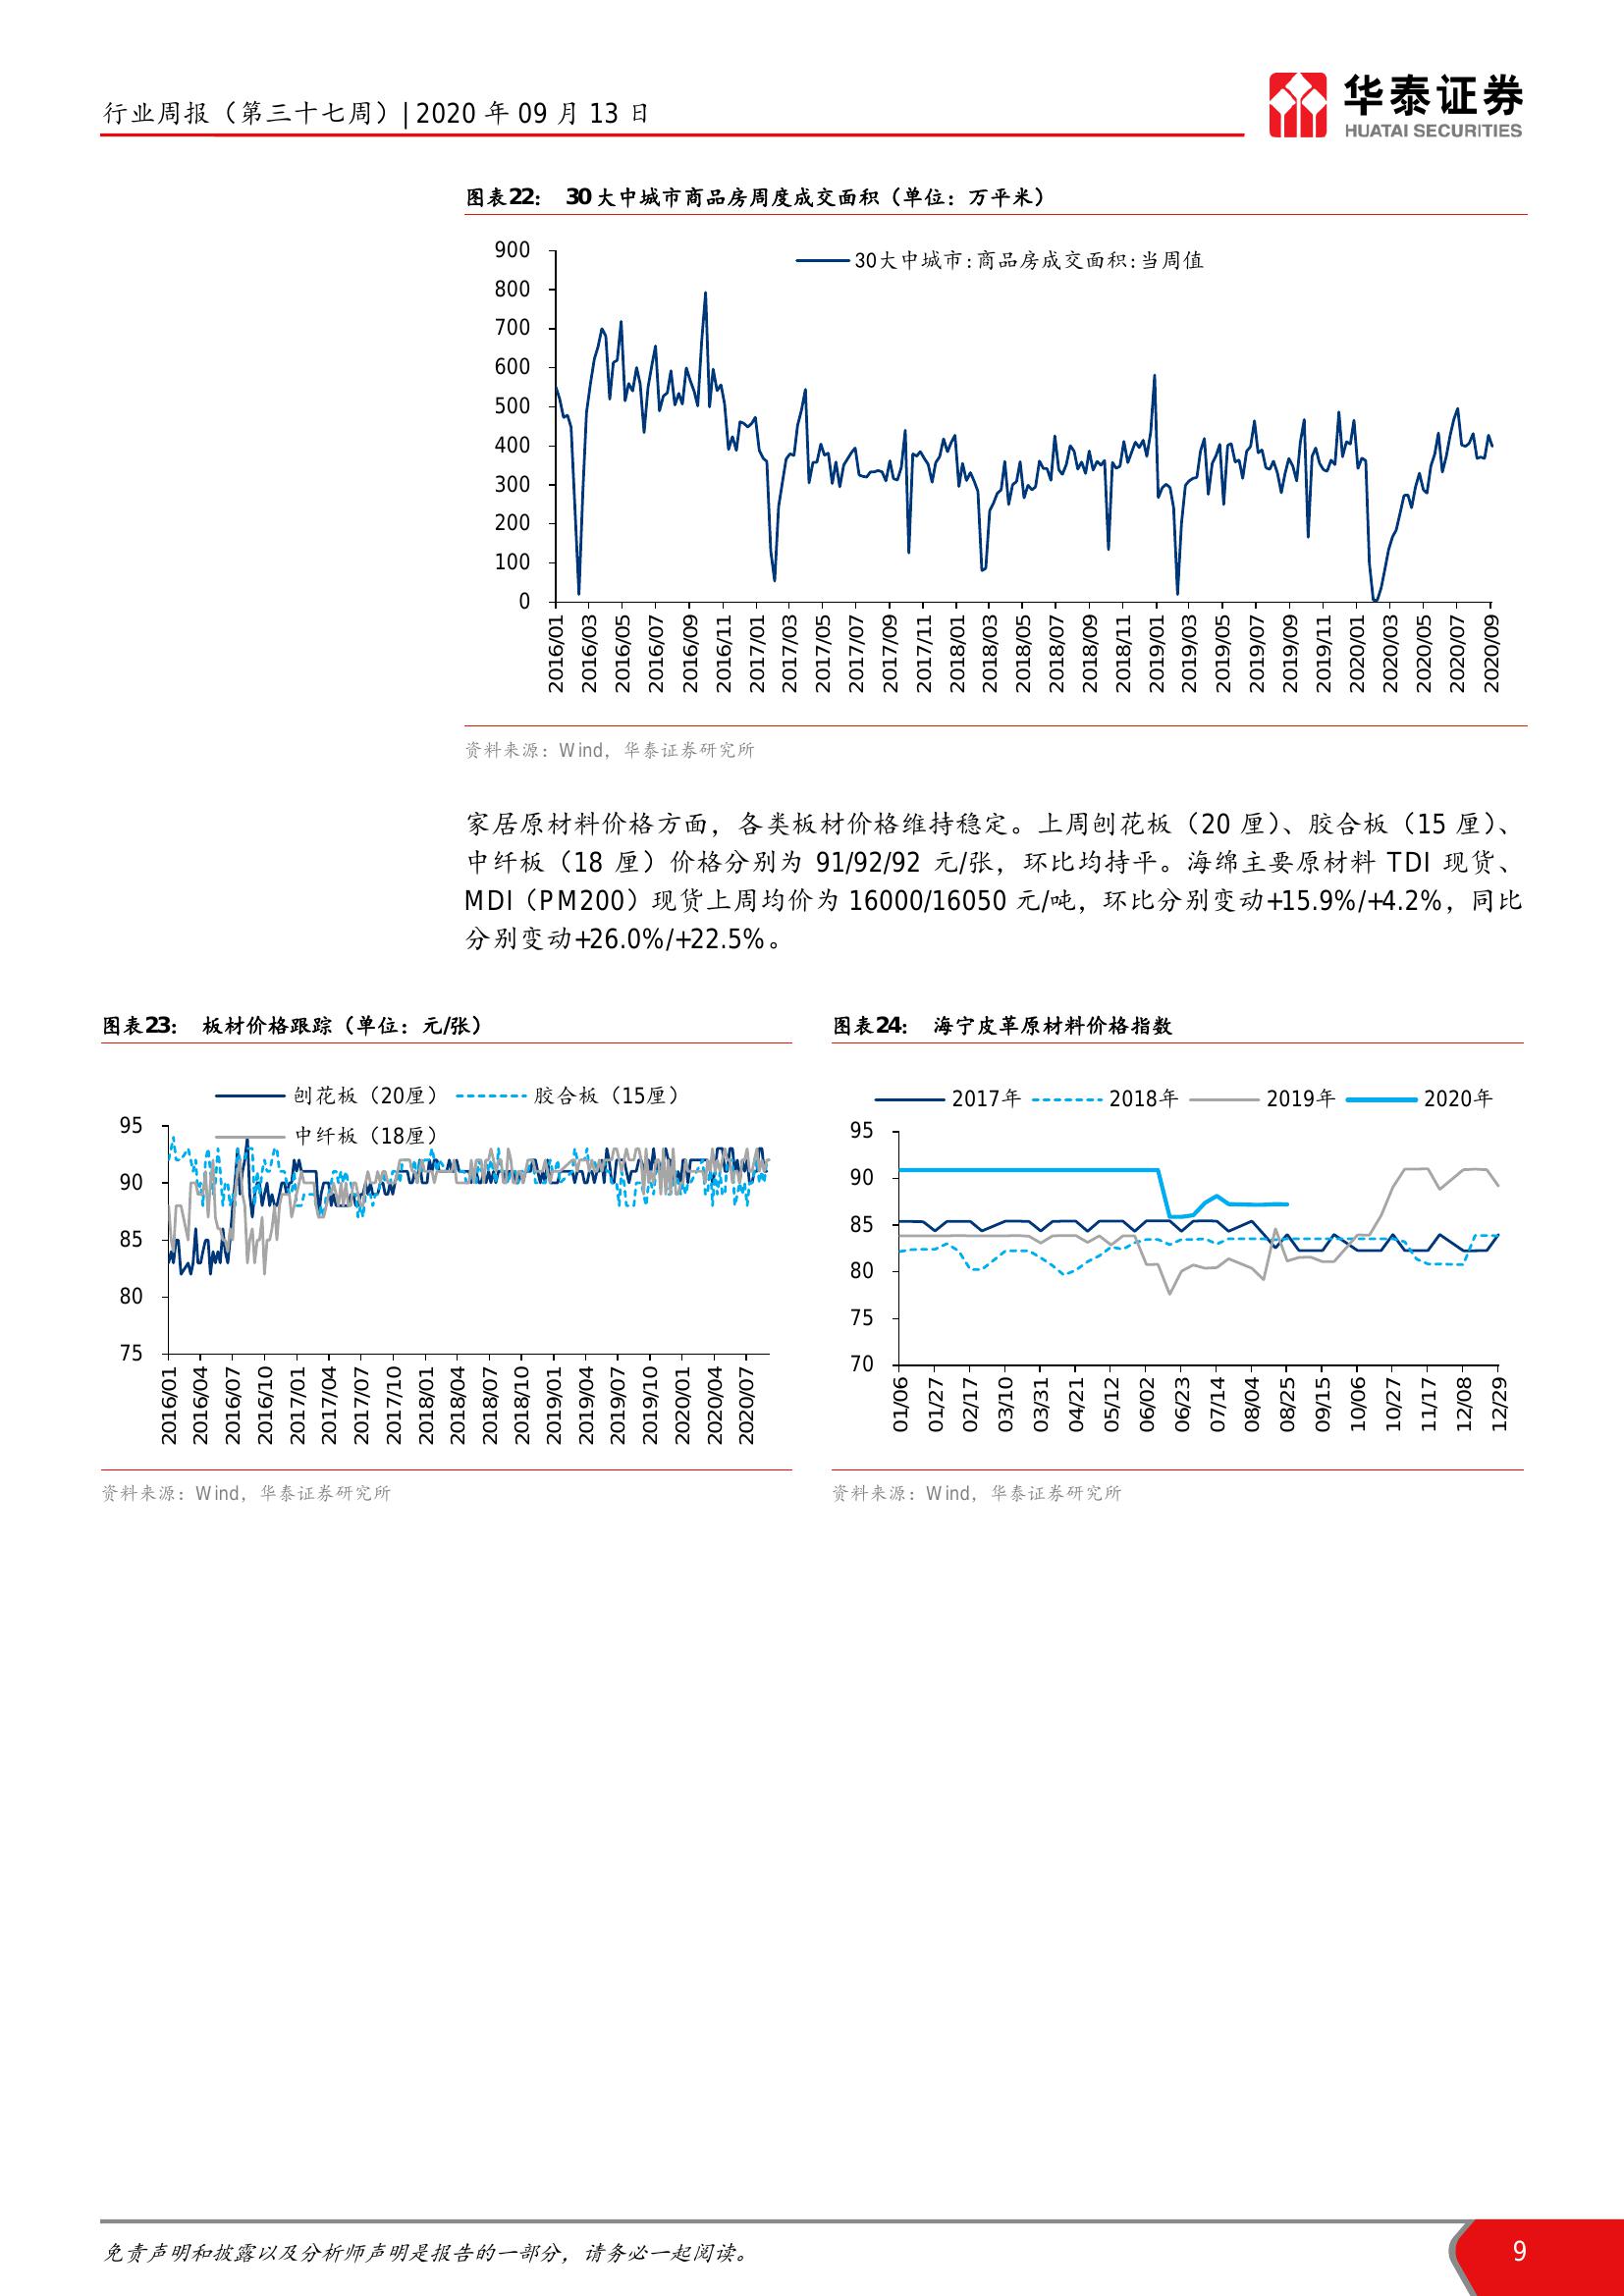 行业周报（第三十七周）|2020 年 09 月 13 日
华泰证券
HUATAI SECURITIES
图表22： 30 大中城市商品房周度成交面积（单位：万平米）
30大中城市:商品房成交面积:当周值
900
800
700
600
500
400
300
200
100
0
2016/01 2016/03 2016/05 2016/07 2016/09 2016/11 2017/01 2017/03 2017/05 2017/07 2017/09 2017/11 2018/01 2018/03 2018/05 2018/07 2018/09 2018/11 2019/01 2019/03 2019/05 2019/07 2019/09 2019/11 2020/01 2020/03 2020/05 2020/07 2020/09
资料来源：Wind，华泰证券研究所
家居原材料价格方面，各类板材价格维持稳定。上周刨花板（20 厘）、胶合板（15 厘）、
中纤板（18 厘）价格分别为 91/92/92 元/张，环比均持平。海绵主要原材料 TDI 现货、
MDI（PM200）现货上周均价为 16000/16050 元/吨，环比分别变动+15.9%/+4.2%，同比
分别变动+26.0%/+22.5%。
图表23： 板材价格跟踪（单位：元/张）
刨花板（20厘） 胶合板（15厘）
中纤板（18厘）
95
90
85
80
75
2016/01 2016/04 2016/07 2016/10 2017/01 2017/04 2017/07 2017/10 2018/01 2018/04 2018/07 2018/10 2019/01 2019/04 2019/07 2019/10 2020/01 2020/04 2020/07
资料来源：Wind，华泰证券研究所
图表24： 海宁皮革原材料价格指数
2017年 2018年 2019年 2020年
95
90
85
80
75
70
01/06 01/27 02/17 03/10 03/31 04/21 05/12 06/02 06/23 07/14 08/04 08/25 09/15 10/06 10/27 11/17 12/08 12/29
资料来源：Wind，华泰证券研究所
免责声明和披露以及分析师声明是报告的一部分，请务必一起阅读。
9